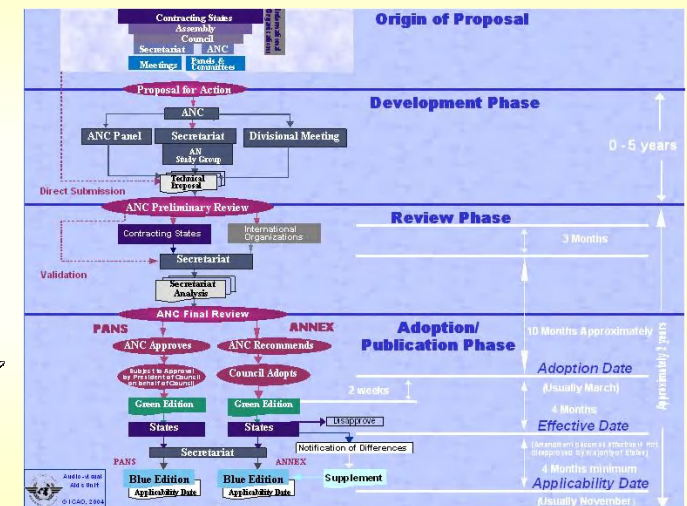 Contracting States
Assembly
Council
Secretariat ANC
Meetings Panels &
Committees
International
Organizations
Origin of Proposal
Proposal for Action
Development Phase
ANC
ANC Panel Secretariat Divisional Meeting
AN
Study Group
0 - 5 years
Technical
Proposal
Direct Submission
ANC Preliminary Review
Review Phase
Contracting States
International
Organizations
3 Months
Secretariat
Validation
Secretariat
Analysis
ANC Final Review
PANS ANNEX
Adoption/
Publication Phase
10 Months Approximately
Approximately 2 years
ANC Approves ANC Recommends
Subject to Approval
by President of Council
on behalf of Council
Council Adopts
Adoption Date
(Usually March)
2 weeks
Green Edition Green Edition
4 Months
States States
Disapprove
Effective Date
Notification of Differences
Secretariat
4 Months minimum
PANS ANNEX
Blue Edition Blue Edition
Supplement
Applicability Date
Applicability Date Applicability Date
(Usually November)
Audio-visual
Aids Unit
© ICAO, 2004